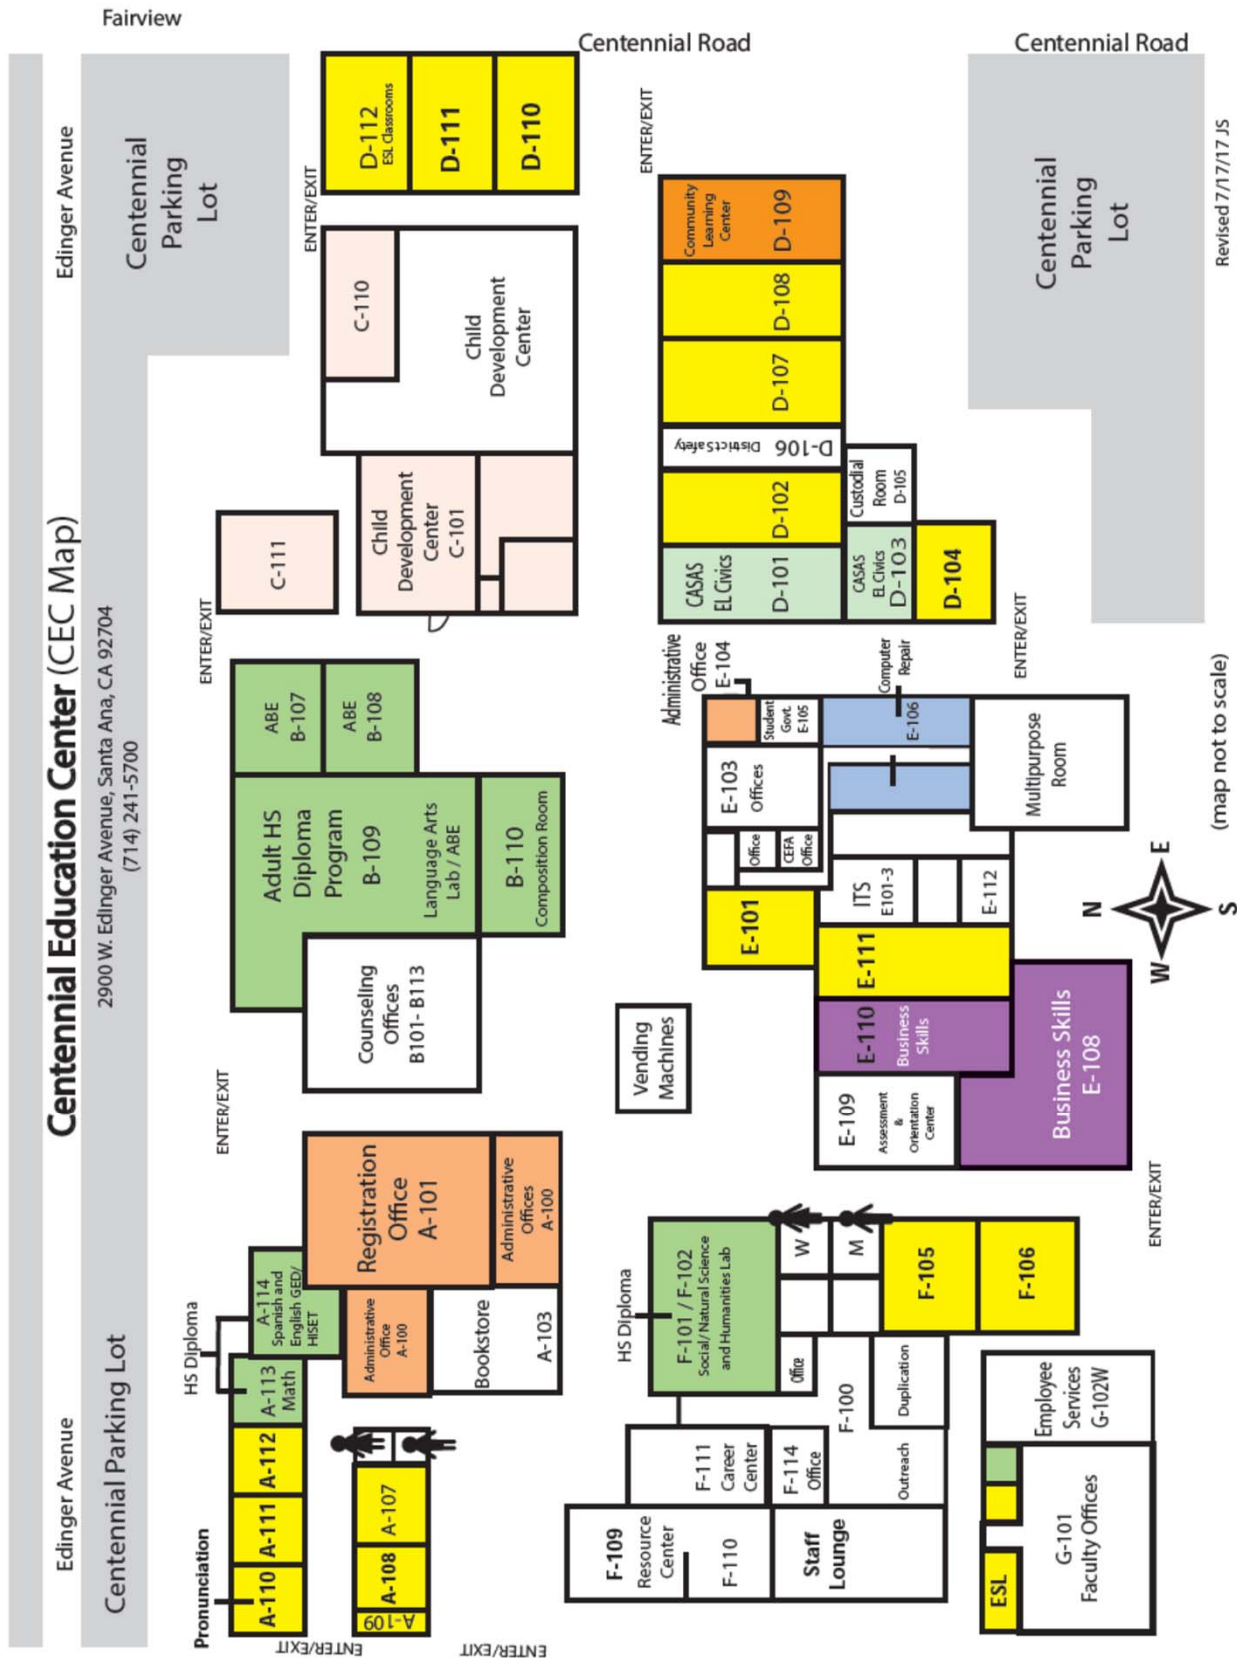 Fairview
Centennial Road
Centennial Road
Edinger Avenue
Edinger Avenue
Centennial Education Center (CEC Map)
2900 W. Edinger Avenue, Santa Ana, CA 92704
(714) 241-5700
Centennial Parking Lot
Centennial
Parking
Lot
ENTER/EXIT
ENTER/EXIT
ENTER/EXIT
HS Diploma
Pronunciation
A-110
A-111
A-112
A-113
Math
A-114
Spanish and
English GED/
HISET
ENTER/EXIT
ENTER/EXIT
A-109
A-108
A-107
Administrative
Office
A-100
Registration
Office
A-101
Administrative
Offices
A-100
Bookstore
A-103
Counseling
Offices
B101- B113
Adult HS
Diploma
Program
B-109
Language Arts
Lab / ABE
ABE
B-107
ABE
B-108
B-110
Composition Room
C-111
Child
Development
Center
C-101
C-110
Child
Development
Center
D-112
ESL Classrooms
D-111
D-110
ENTER/EXIT
HS Diploma
F-101 / F-102
Social/ Natural Science
and Humanities Lab
W
M
F-105
F-106
Office
F-100
Duplication
Outreach
F-111
Career
Center
F-114
Office
F-109
Resource
Center
F-110
Staff
Lounge
ESL
G-101
Faculty Offices
Employee
Services
G-102W
ENTER/EXIT
Vending
Machines
E-109
Assessment
&
Orientation
Center
E-110
Business
Skills
Business Skills
E-108
E-111
E-101
ITS
E101-3
E-112
Office
CEFA
Office
E-103
Offices
Administrative
Office
E-104
Student
Govt.
E-105
Computer
Repair
E-106
Multipurpose
Room
ENTER/EXIT
CASAS
EL Civics
D-101
D-102
District Safety
D-106
D-107
D-108
Community
Learning
Center
D-109
CASAS
EL Civics
D-103
Custodial
Room
D-105
D-104
Centennial
Parking
Lot
N
W
E
S
(map not to scale)
Revised 7/17/17 JS